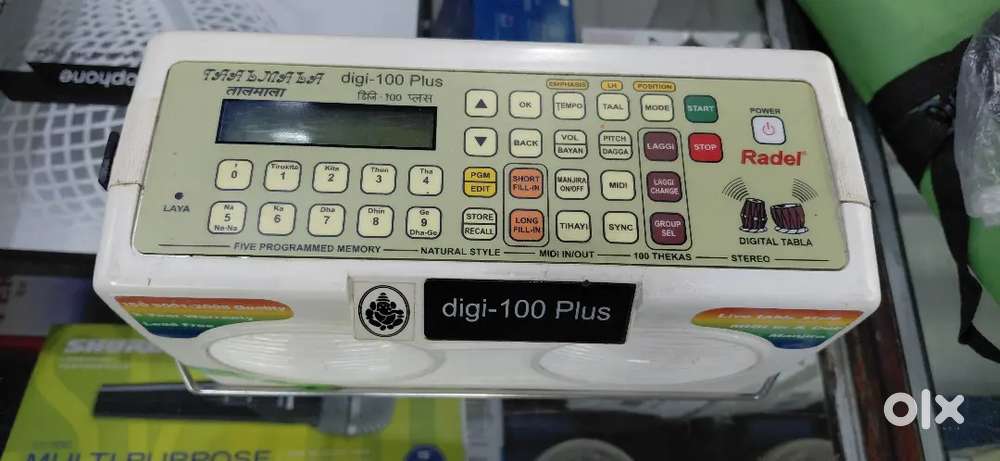 TAALMALA digi-100 Plus
तालमाला डिजि-100 प्लस
EMPHASIS LH POSITION
▲ OK TEMPO TAAL MODE START
POWER
▼ BACK VOL BAYAN PITCH DAGGA LAGGI STOP
Radel®
0 Tirukita 1 Kita 2 Thun 3 Tha 4
PGM EDIT SHORT FILL-IN MANJIRA ON/OFF MIDI LAGGI CHANGE
LAYA
Na 5 Na-Na Ka 6 Dha 7 Dhin 8 Ge 9 Dha-Ge
STORE RECALL LONG FILL-IN TIHAYI SYNC GROUP SEL
DIGITAL TABLA
FIVE PROGRAMMED MEMORY NATURAL STYLE MIDI IN/OUT 100 THEKAS STEREO
digi-100 Plus
Manjira
MULTI PURPOSE
olx